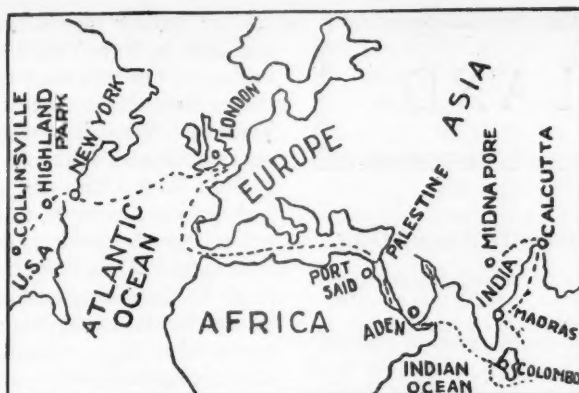 COLLINSVILLE
HIGHLAND
PARK
NEW YORK
U.S.A
ATLANTIC
OCEAN
LONDON
EUROPE
ASIA
PALESTINE
PORT
SAID
AFRICA
ADEN
MIDNAPORE
CALCUTTA
INDIA
MADRAS
COLOMBO
INDIAN
OCEAN